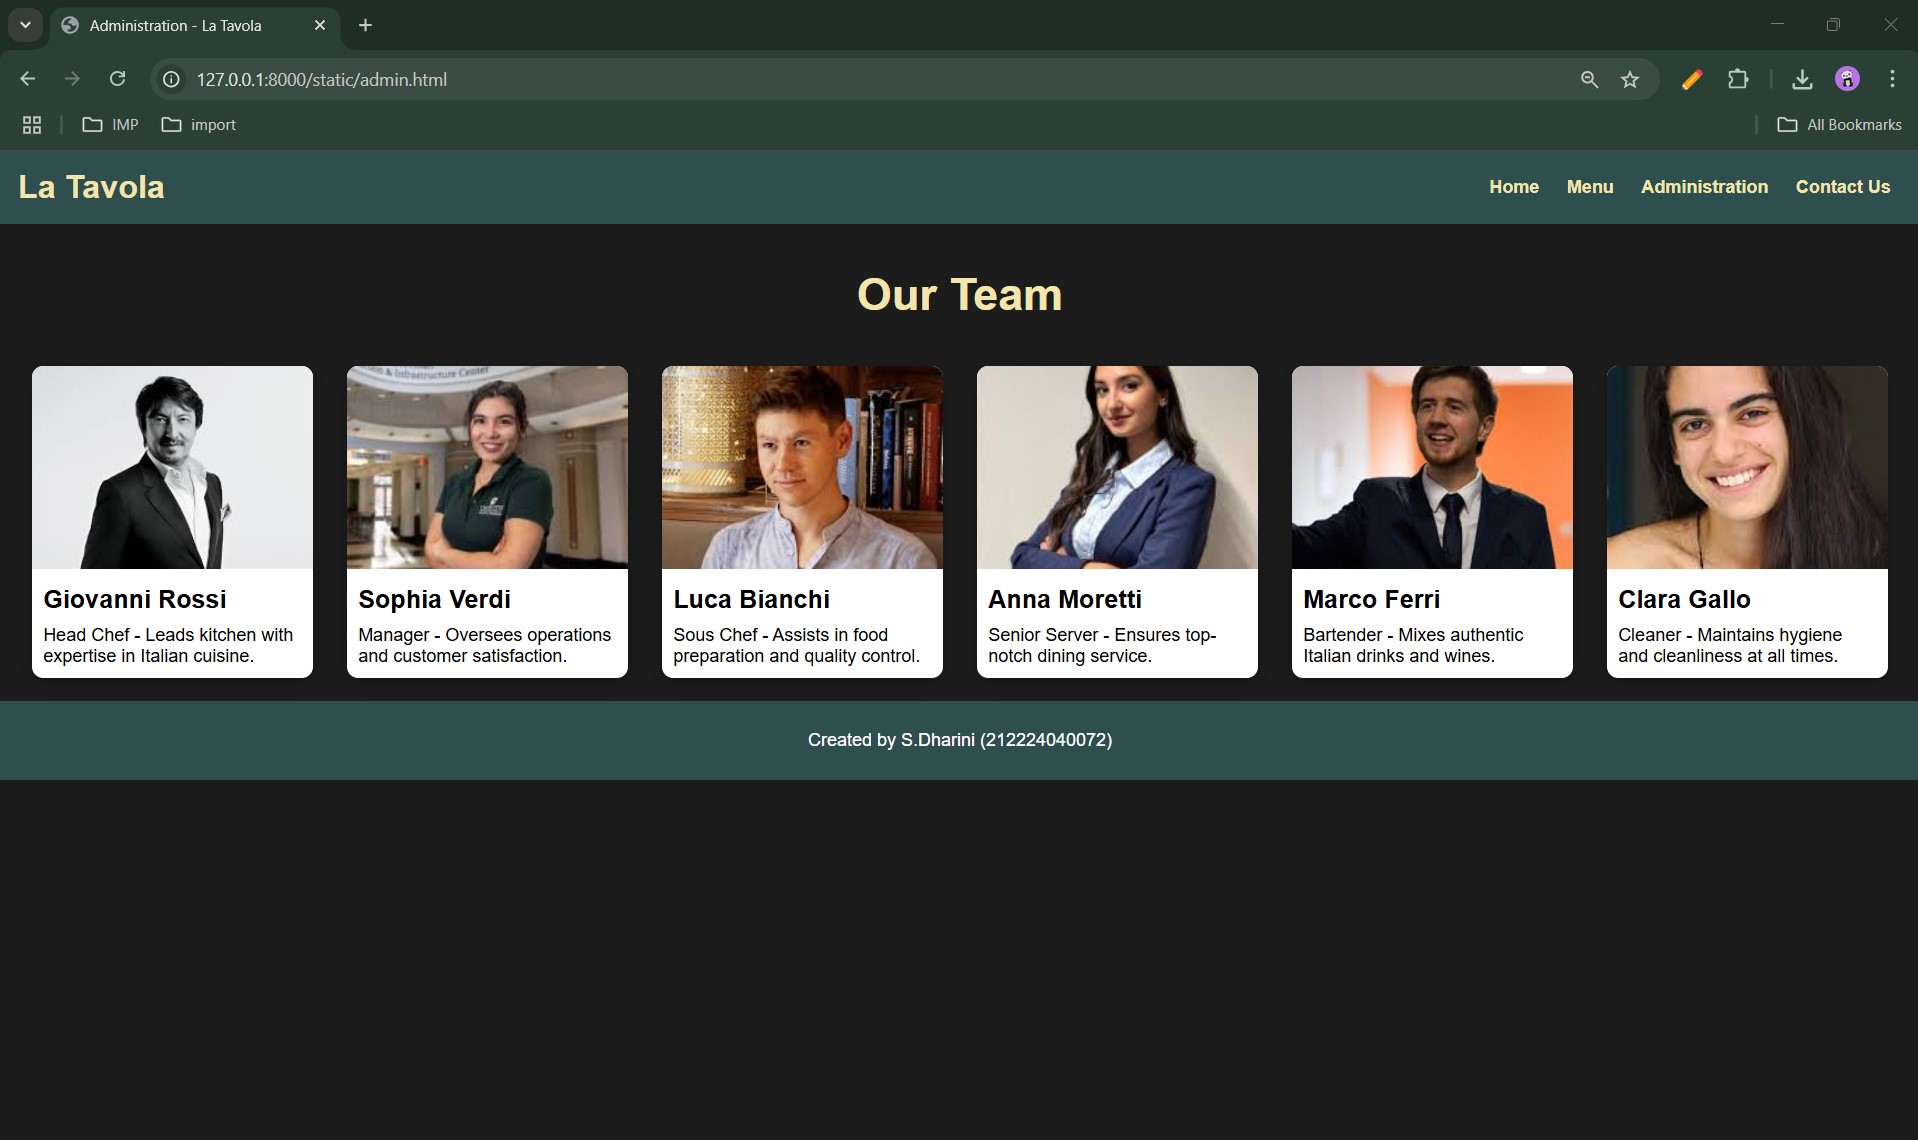 Administration - La Tavola
127.0.0.1:8000/static/admin.html
IMP
import
All Bookmarks
La Tavola
Home
Menu
Administration
Contact Us
Our Team
& Infrastructure Center
Giovanni Rossi
Head Chef - Leads kitchen with
expertise in Italian cuisine.
Sophia Verdi
Manager - Oversees operations
and customer satisfaction.
Luca Bianchi
Sous Chef - Assists in food
preparation and quality control.
Anna Moretti
Senior Server - Ensures top-
notch dining service.
Marco Ferri
Bartender - Mixes authentic
Italian drinks and wines.
Clara Gallo
Cleaner - Maintains hygiene
and cleanliness at all times.
Created by S.Dharini (212224040072)